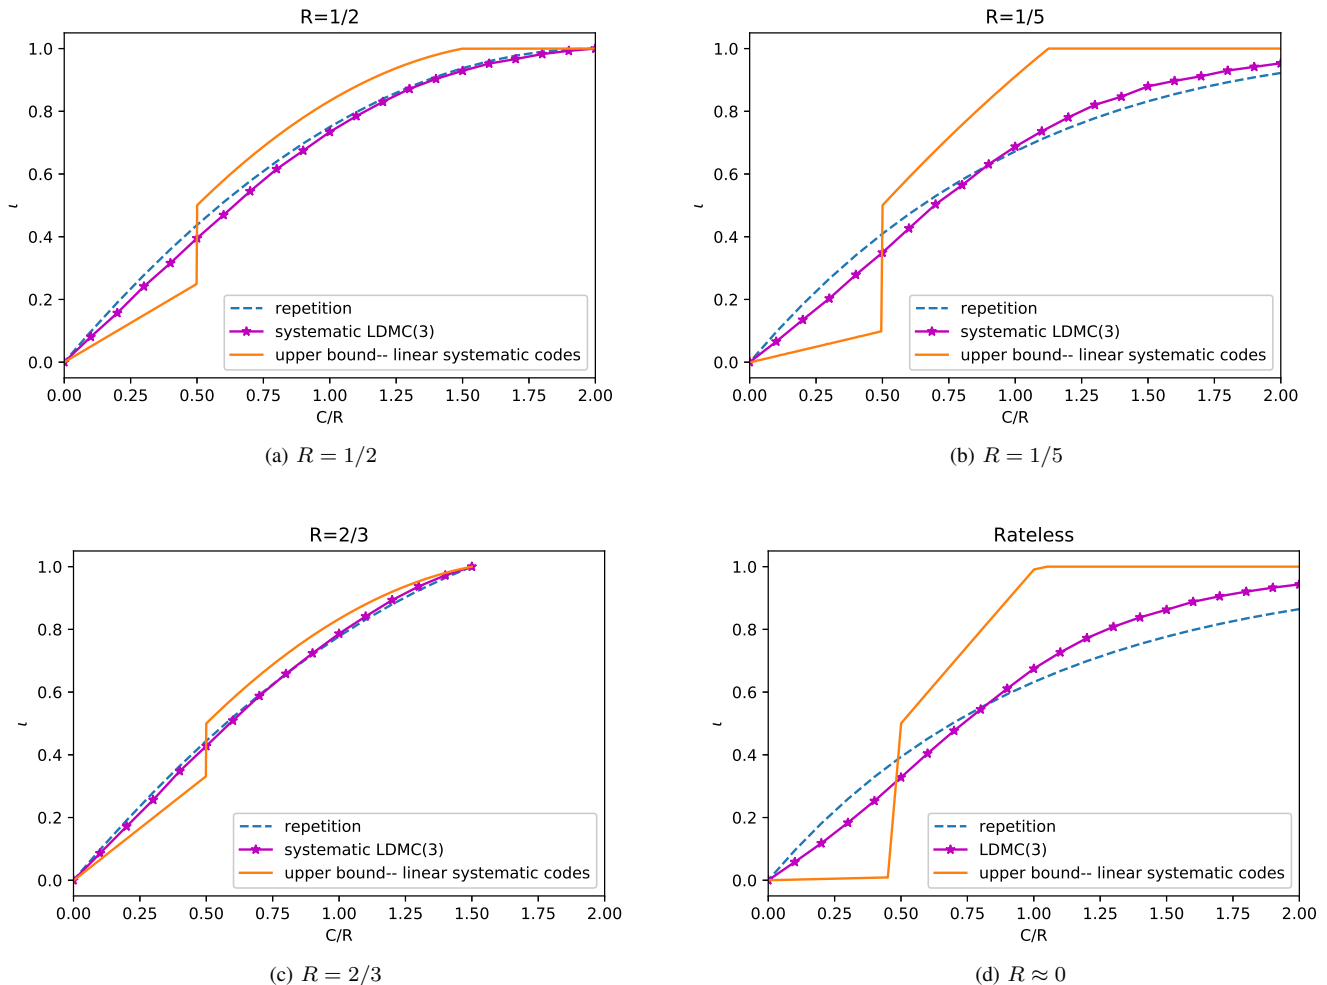 R=1/2
1.0
0.8
0.6
0.4
0.2
0.0
ι
repetition
systematic LDMC(3)
upper bound-- linear systematic codes
0.00 0.25 0.50 0.75 1.00 1.25 1.50 1.75 2.00
C/R
(a) R = 1/2
R=1/5
1.0
0.8
0.6
0.4
0.2
0.0
ι
repetition
systematic LDMC(3)
upper bound-- linear systematic codes
0.00 0.25 0.50 0.75 1.00 1.25 1.50 1.75 2.00
C/R
(b) R = 1/5
R=2/3
1.0
0.8
0.6
0.4
0.2
0.0
ι
repetition
systematic LDMC(3)
upper bound-- linear systematic codes
0.00 0.25 0.50 0.75 1.00 1.25 1.50 1.75 2.00
C/R
(c) R = 2/3
Rateless
1.0
0.8
0.6
0.4
0.2
0.0
ι
repetition
LDMC(3)
upper bound-- linear systematic codes
0.00 0.25 0.50 0.75 1.00 1.25 1.50 1.75 2.00
C/R
(d) R ≈ 0